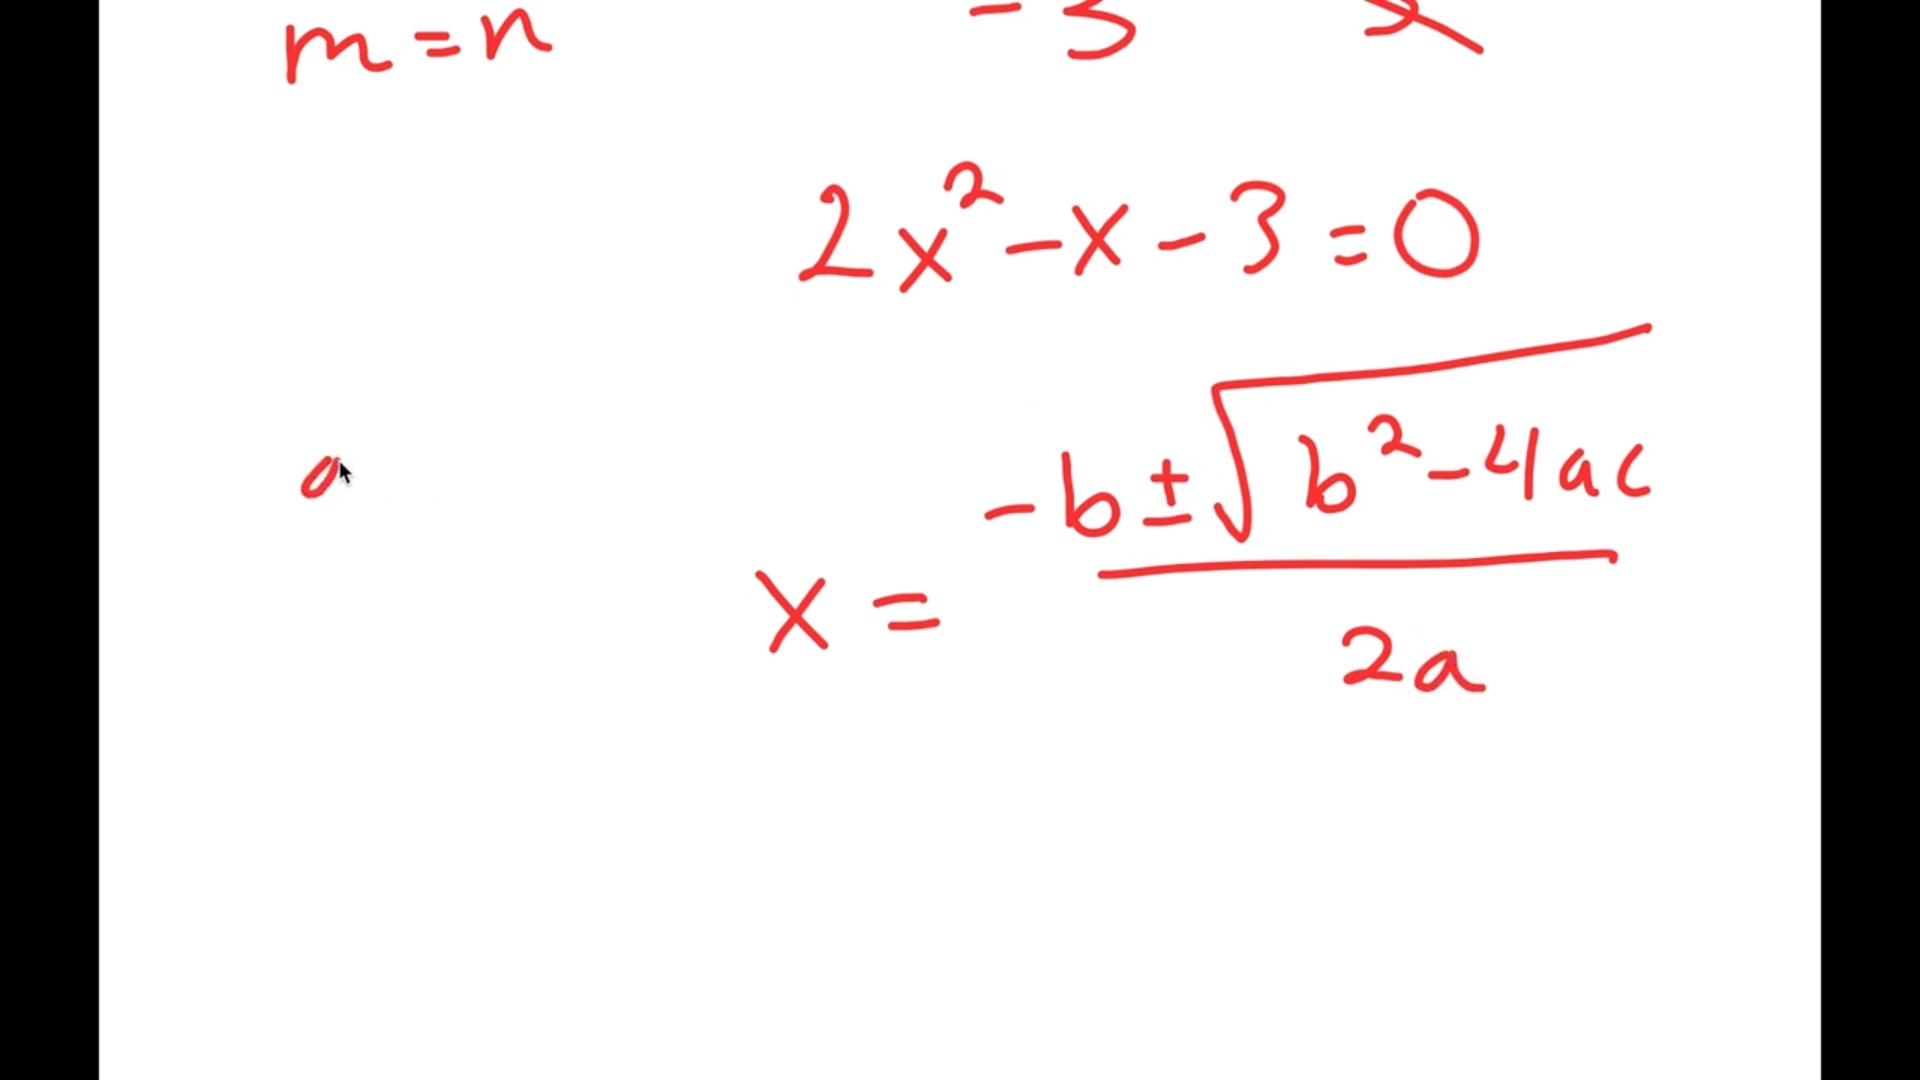 m = n
- 3
2x² - x - 3 = 0
a
x = -b ± √(b² - 4ac) / 2a